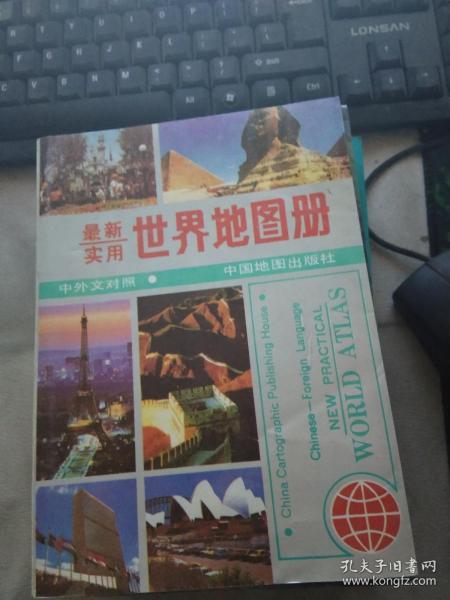 LONSAN
Alt
Ctrl
最新
实用
世界地图册
中外文对照
中国地图出版社
China Cartographic Publishing House
Chinese—Foreign Language
NEW PRACTICAL
WORLD ATLAS
孔夫子旧书网
www.kongfz.com